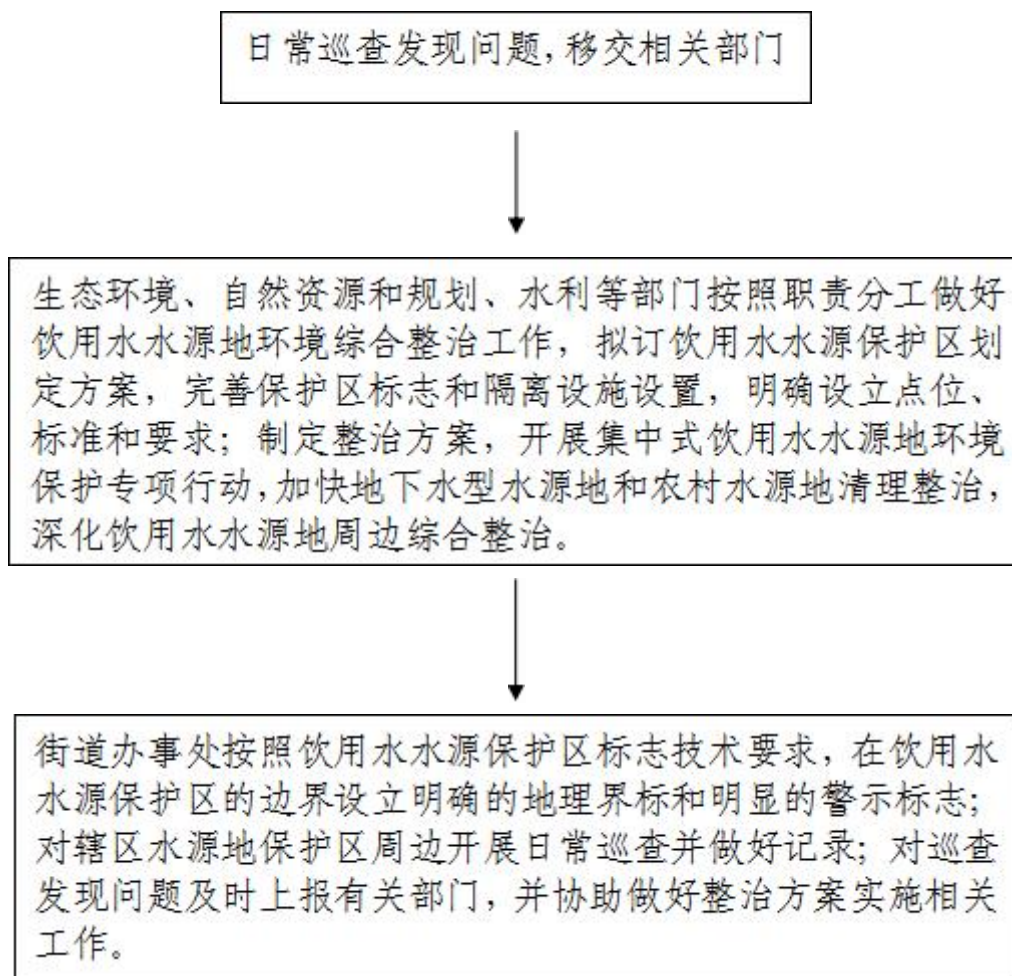 日常巡查发现问题,移交相关部门
生态环境、自然资源和规划、水利等部门按照职责分工做好
饮用水水源地环境综合整治工作，拟订饮用水水源保护区划
定方案，完善保护区标志和隔离设施设置，明确设立点位、
标准和要求；制定整治方案，开展集中式饮用水水源地环境
保护专项行动,加快地下水型水源地和农村水源地清理整治,
深化饮用水水源地周边综合整治。
街道办事处按照饮用水水源保护区标志技术要求，在饮用水
水源保护区的边界设立明确的地理界标和明显的警示标志；
对辖区水源地保护区周边开展日常巡查并做好记录；对巡查
发现问题及时上报有关部门，并协助做好整治方案实施相关
工作。